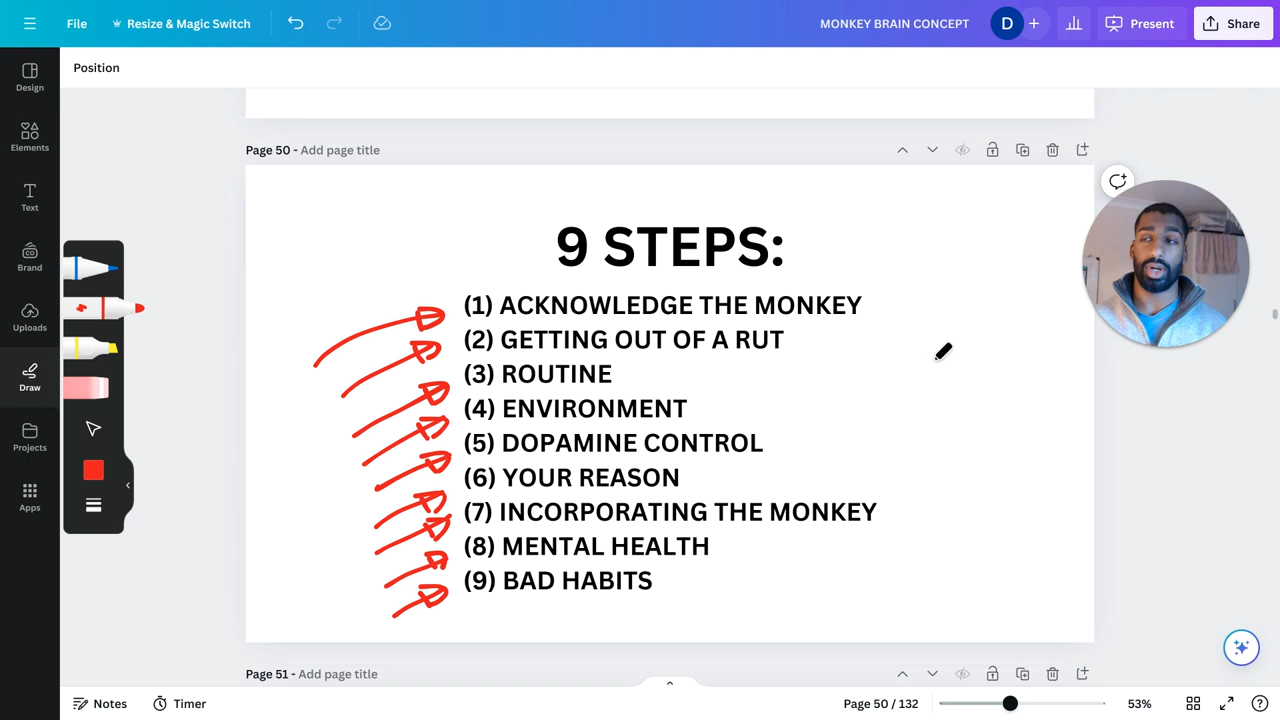 File
Resize & Magic Switch
MONKEY BRAIN CONCEPT
D
Present
Share
Position
Design
Elements
Text
Brand
Uploads
Draw
Projects
Apps
Page 50 - Add page title
9 STEPS:
(1) ACKNOWLEDGE THE MONKEY
(2) GETTING OUT OF A RUT
(3) ROUTINE
(4) ENVIRONMENT
(5) DOPAMINE CONTROL
(6) YOUR REASON
(7) INCORPORATING THE MONKEY
(8) MENTAL HEALTH
(9) BAD HABITS
Page 51 - Add page title
Notes
Timer
Page 50 / 132
53%